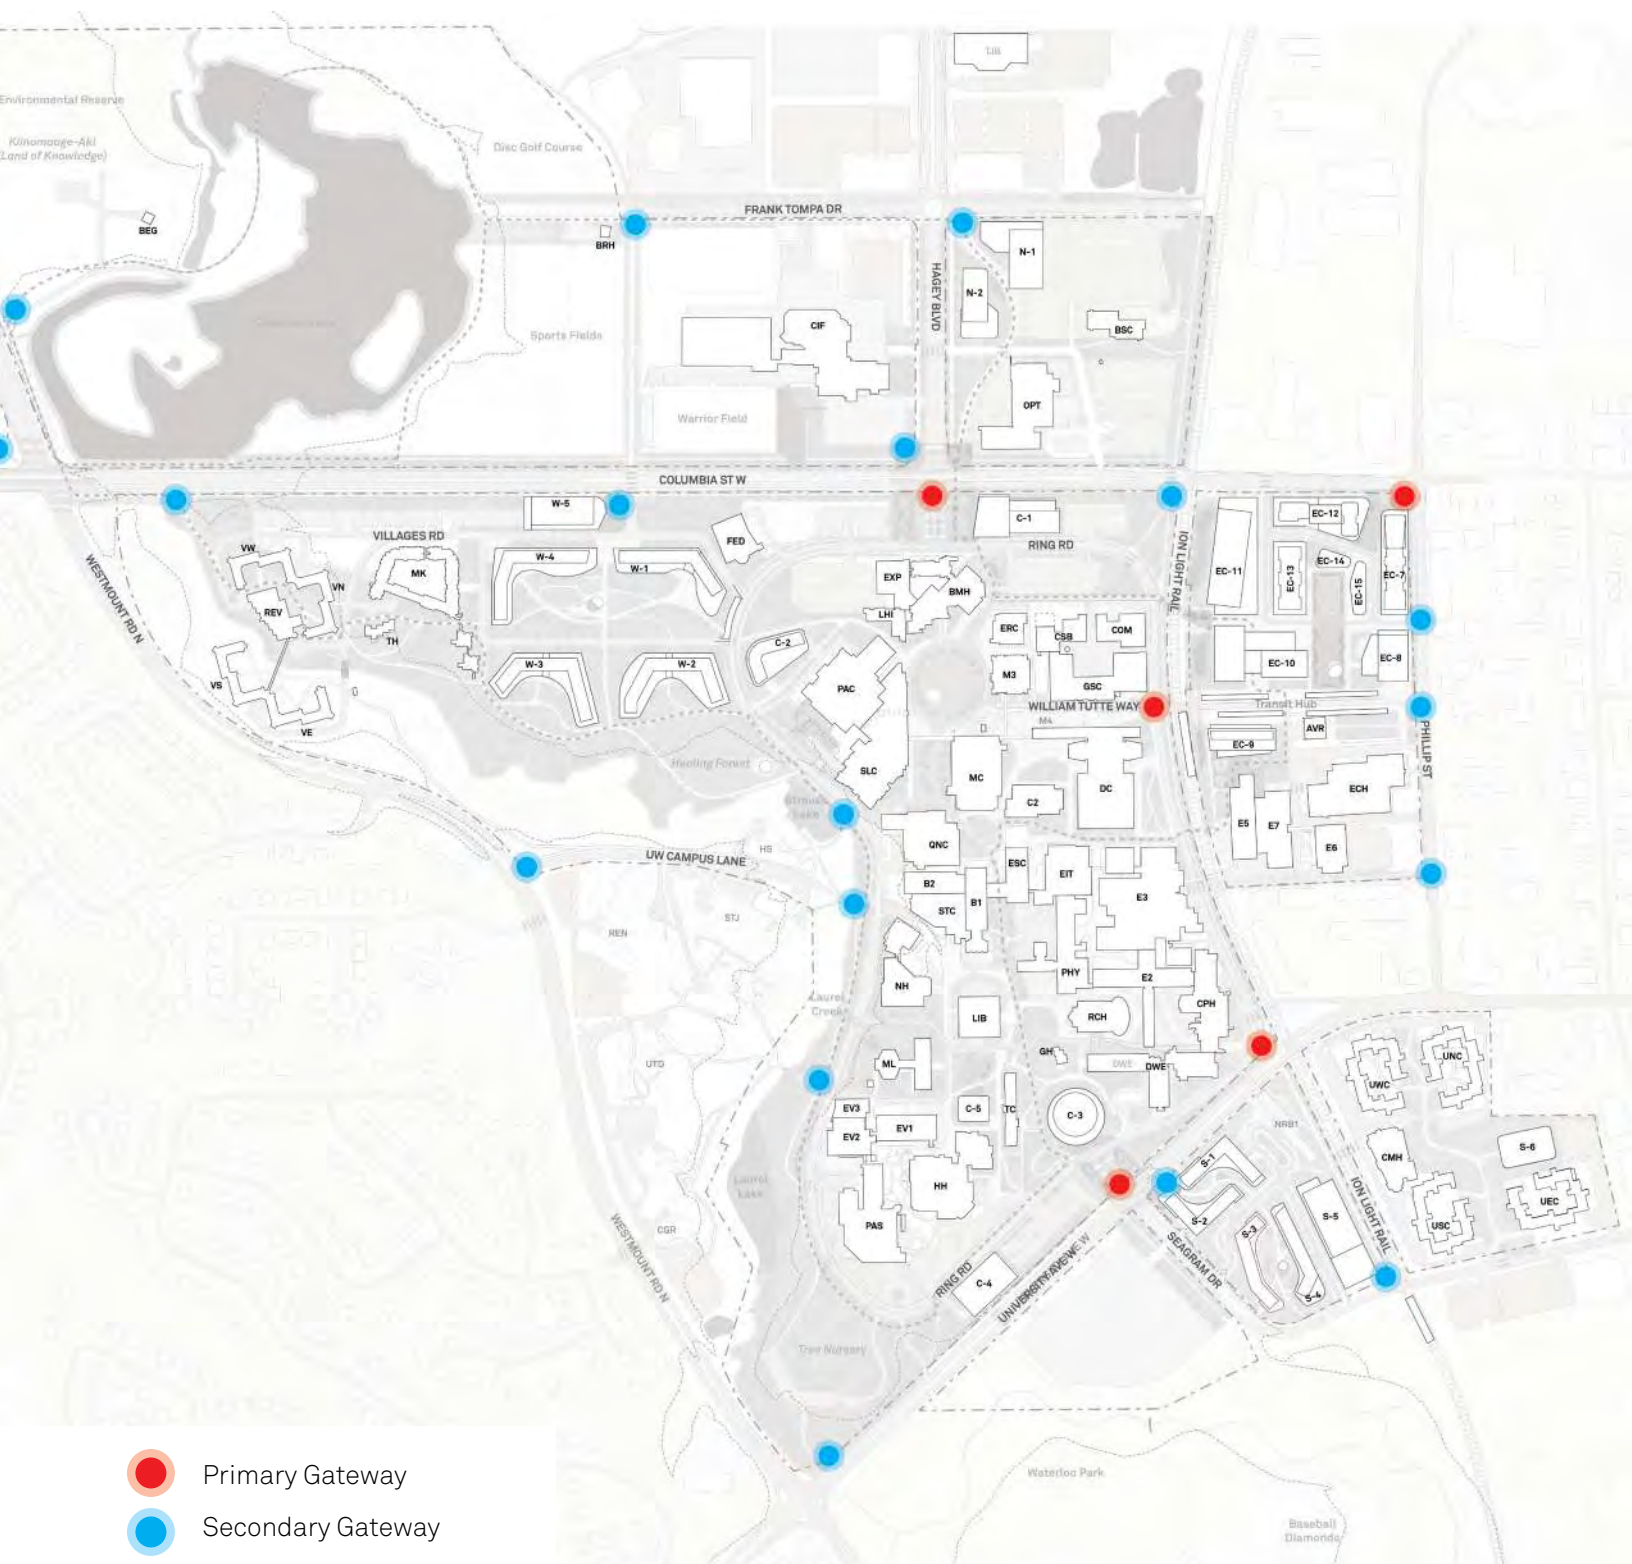 TJB
Environmental Reserve
Kiinomaage-Aki
(Land of Knowledge)
Disc Golf Course
BEG
FRANK TOMPA DR
BRH
N-1
HAGEY BLVD
N-2
CIF
BSC
Sports Fields
OPT
Warrior Field
COLUMBIA ST W
W-5
C-1
EC-12
VILLAGES RD
FED
RING RD
ION LIGHT RAIL
VW
MK
W-4
W-1
EXP
BMH
EC-11
EC-13
EC-14
EC-7
EC-15
WESTMOUNT RD N
VN
REV
LHI
TH
C-2
ERC
CSB
COM
EC-10
EC-8
W-3
W-2
PAC
M3
GSC
VS
VE
WILLIAM TUTTE WAY
M4
Transit Hub
AVR
PHILLIP ST
EC-9
Healing Forest
SLC
MC
DC
ECH
C2
E5
E7
E6
QNC
UW CAMPUS LANE
HS
ESC
EIT
B2
B1
E3
STC
STJ
REN
NH
PHY
E2
CPH
Laurel
Creek
LIB
RCH
GH
DWE
DWE
UTG
ML
UNC
UWC
EV3
C-5
TC
C-3
EV2
EV1
NRB1
S-1
CMH
S-6
Laurel
Lake
HH
ION LIGHT RAIL
UEC
PAS
S-2
S-5
USC
CGR
S-3
SEAGRAM DR
WESTMOUNT RD N
RING RD
C-4
UNIVERSITY AVE W
S-4
Tree Nursery
Waterloo Park
Baseball
Diamonds
Primary Gateway
Secondary Gateway